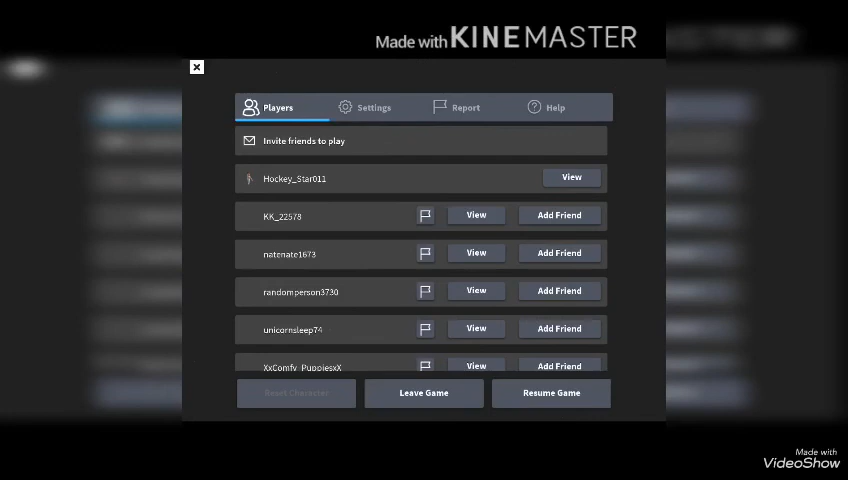 Made with KINEMASTER
Players Settings Report Help
Invite friends to play
Hockey_Star011 View
KK_22578 View Add Friend
natenate1673 View Add Friend
randomperson3730 View Add Friend
unicornsleep74 View Add Friend
XxComfy_PuppiesxX View Add Friend
Reset Character Leave Game Resume Game
Made with
VideoShow